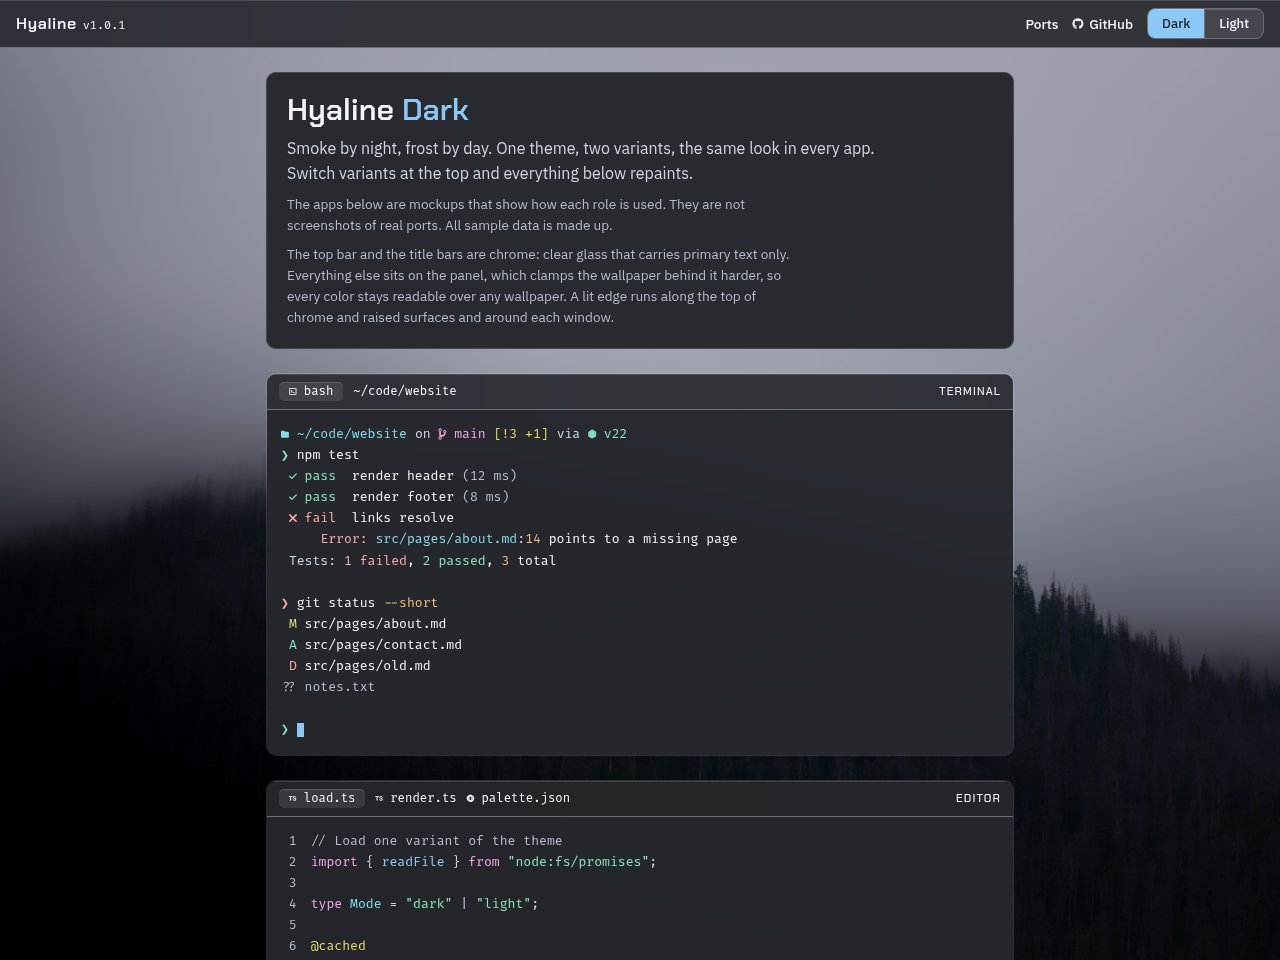 Hyaline v1.0.1
Ports GitHub Dark Light
Hyaline Dark
Smoke by night, frost by day. One theme, two variants, the same look in every app.
Switch variants at the top and everything below repaints.
The apps below are mockups that show how each role is used. They are not
screenshots of real ports. All sample data is made up.
The top bar and the title bars are chrome: clear glass that carries primary text only.
Everything else sits on the panel, which clamps the wallpaper behind it harder, so
every color stays readable over any wallpaper. A lit edge runs along the top of
chrome and raised surfaces and around each window.
bash ~/code/website TERMINAL
~/code/website on main [!3 +1] via v22
❯ npm test
✓ pass render header (12 ms)
✓ pass render footer (8 ms)
✗ fail links resolve
Error: src/pages/about.md:14 points to a missing page
Tests: 1 failed, 2 passed, 3 total
❯ git status --short
M src/pages/about.md
A src/pages/contact.md
D src/pages/old.md
?? notes.txt
❯
TS load.ts TS render.ts palette.json EDITOR
1 // Load one variant of the theme
2 import { readFile } from "node:fs/promises";
3
4 type Mode = "dark" | "light";
5
6 @cached